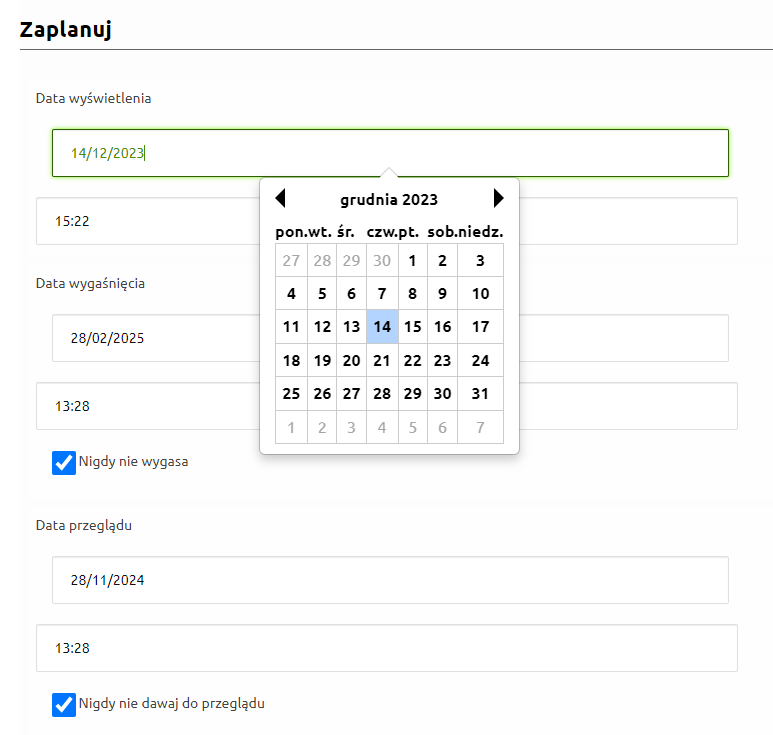 Zaplanuj
Data wyświetlenia
14/12/2023
15:22
grudnia 2023
pon. wt. śr. czw. pt. sob. niedz.
27 28 29 30 1 2 3
4 5 6 7 8 9 10
11 12 13 14 15 16 17
18 19 20 21 22 23 24
25 26 27 28 29 30 31
1 2 3 4 5 6 7
Data wygaśnięcia
28/02/2025
13:28
Nigdy nie wygasa
Data przeglądu
28/11/2024
13:28
Nigdy nie dawaj do przeglądu